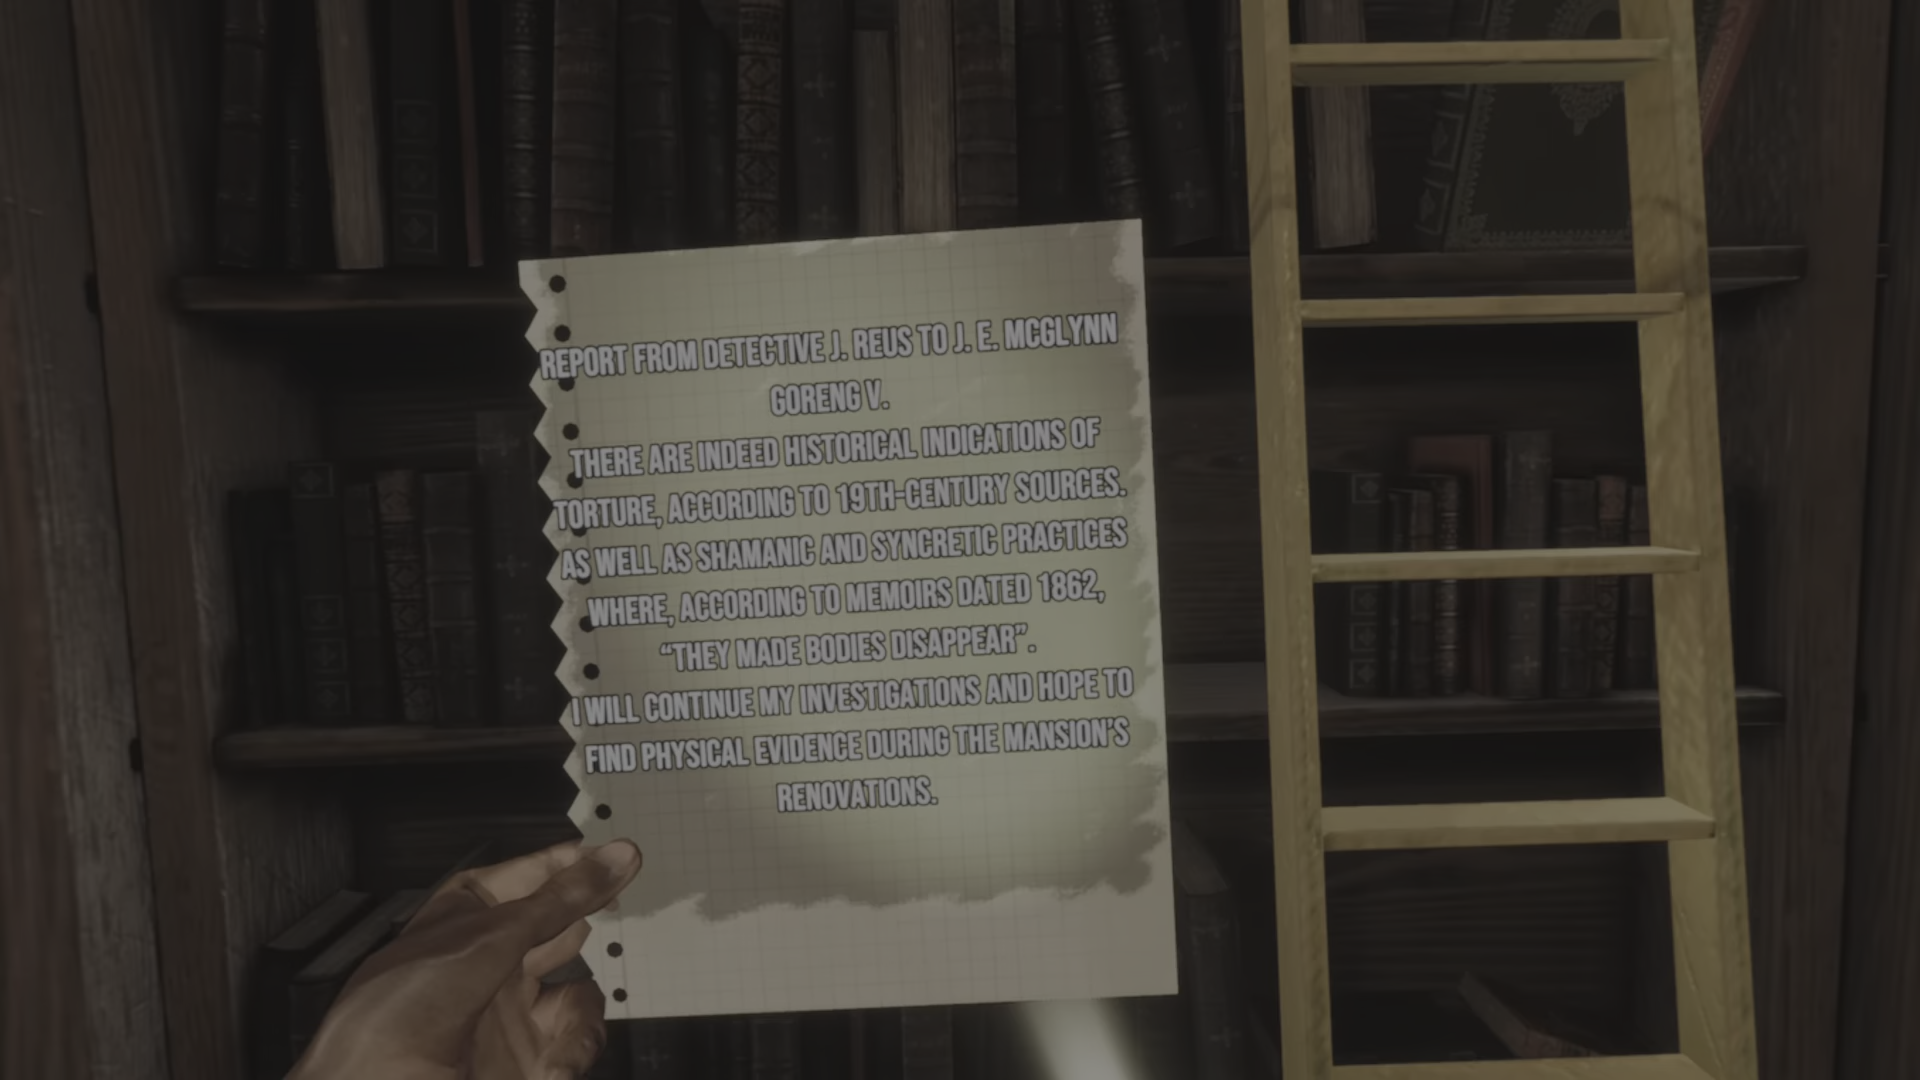 REPORT FROM DETECTIVE J. REUS TO J. E. MCGLYNN
GORENG V.
THERE ARE INDEED HISTORICAL INDICATIONS OF
TORTURE, ACCORDING TO 19TH-CENTURY SOURCES.
AS WELL AS SHAMANIC AND SYNCRETIC PRACTICES
WHERE, ACCORDING TO MEMOIRS DATED 1862,
“THEY MADE BODIES DISAPPEAR”.
I WILL CONTINUE MY INVESTIGATIONS AND HOPE TO
FIND PHYSICAL EVIDENCE DURING THE MANSION'S
RENOVATIONS.